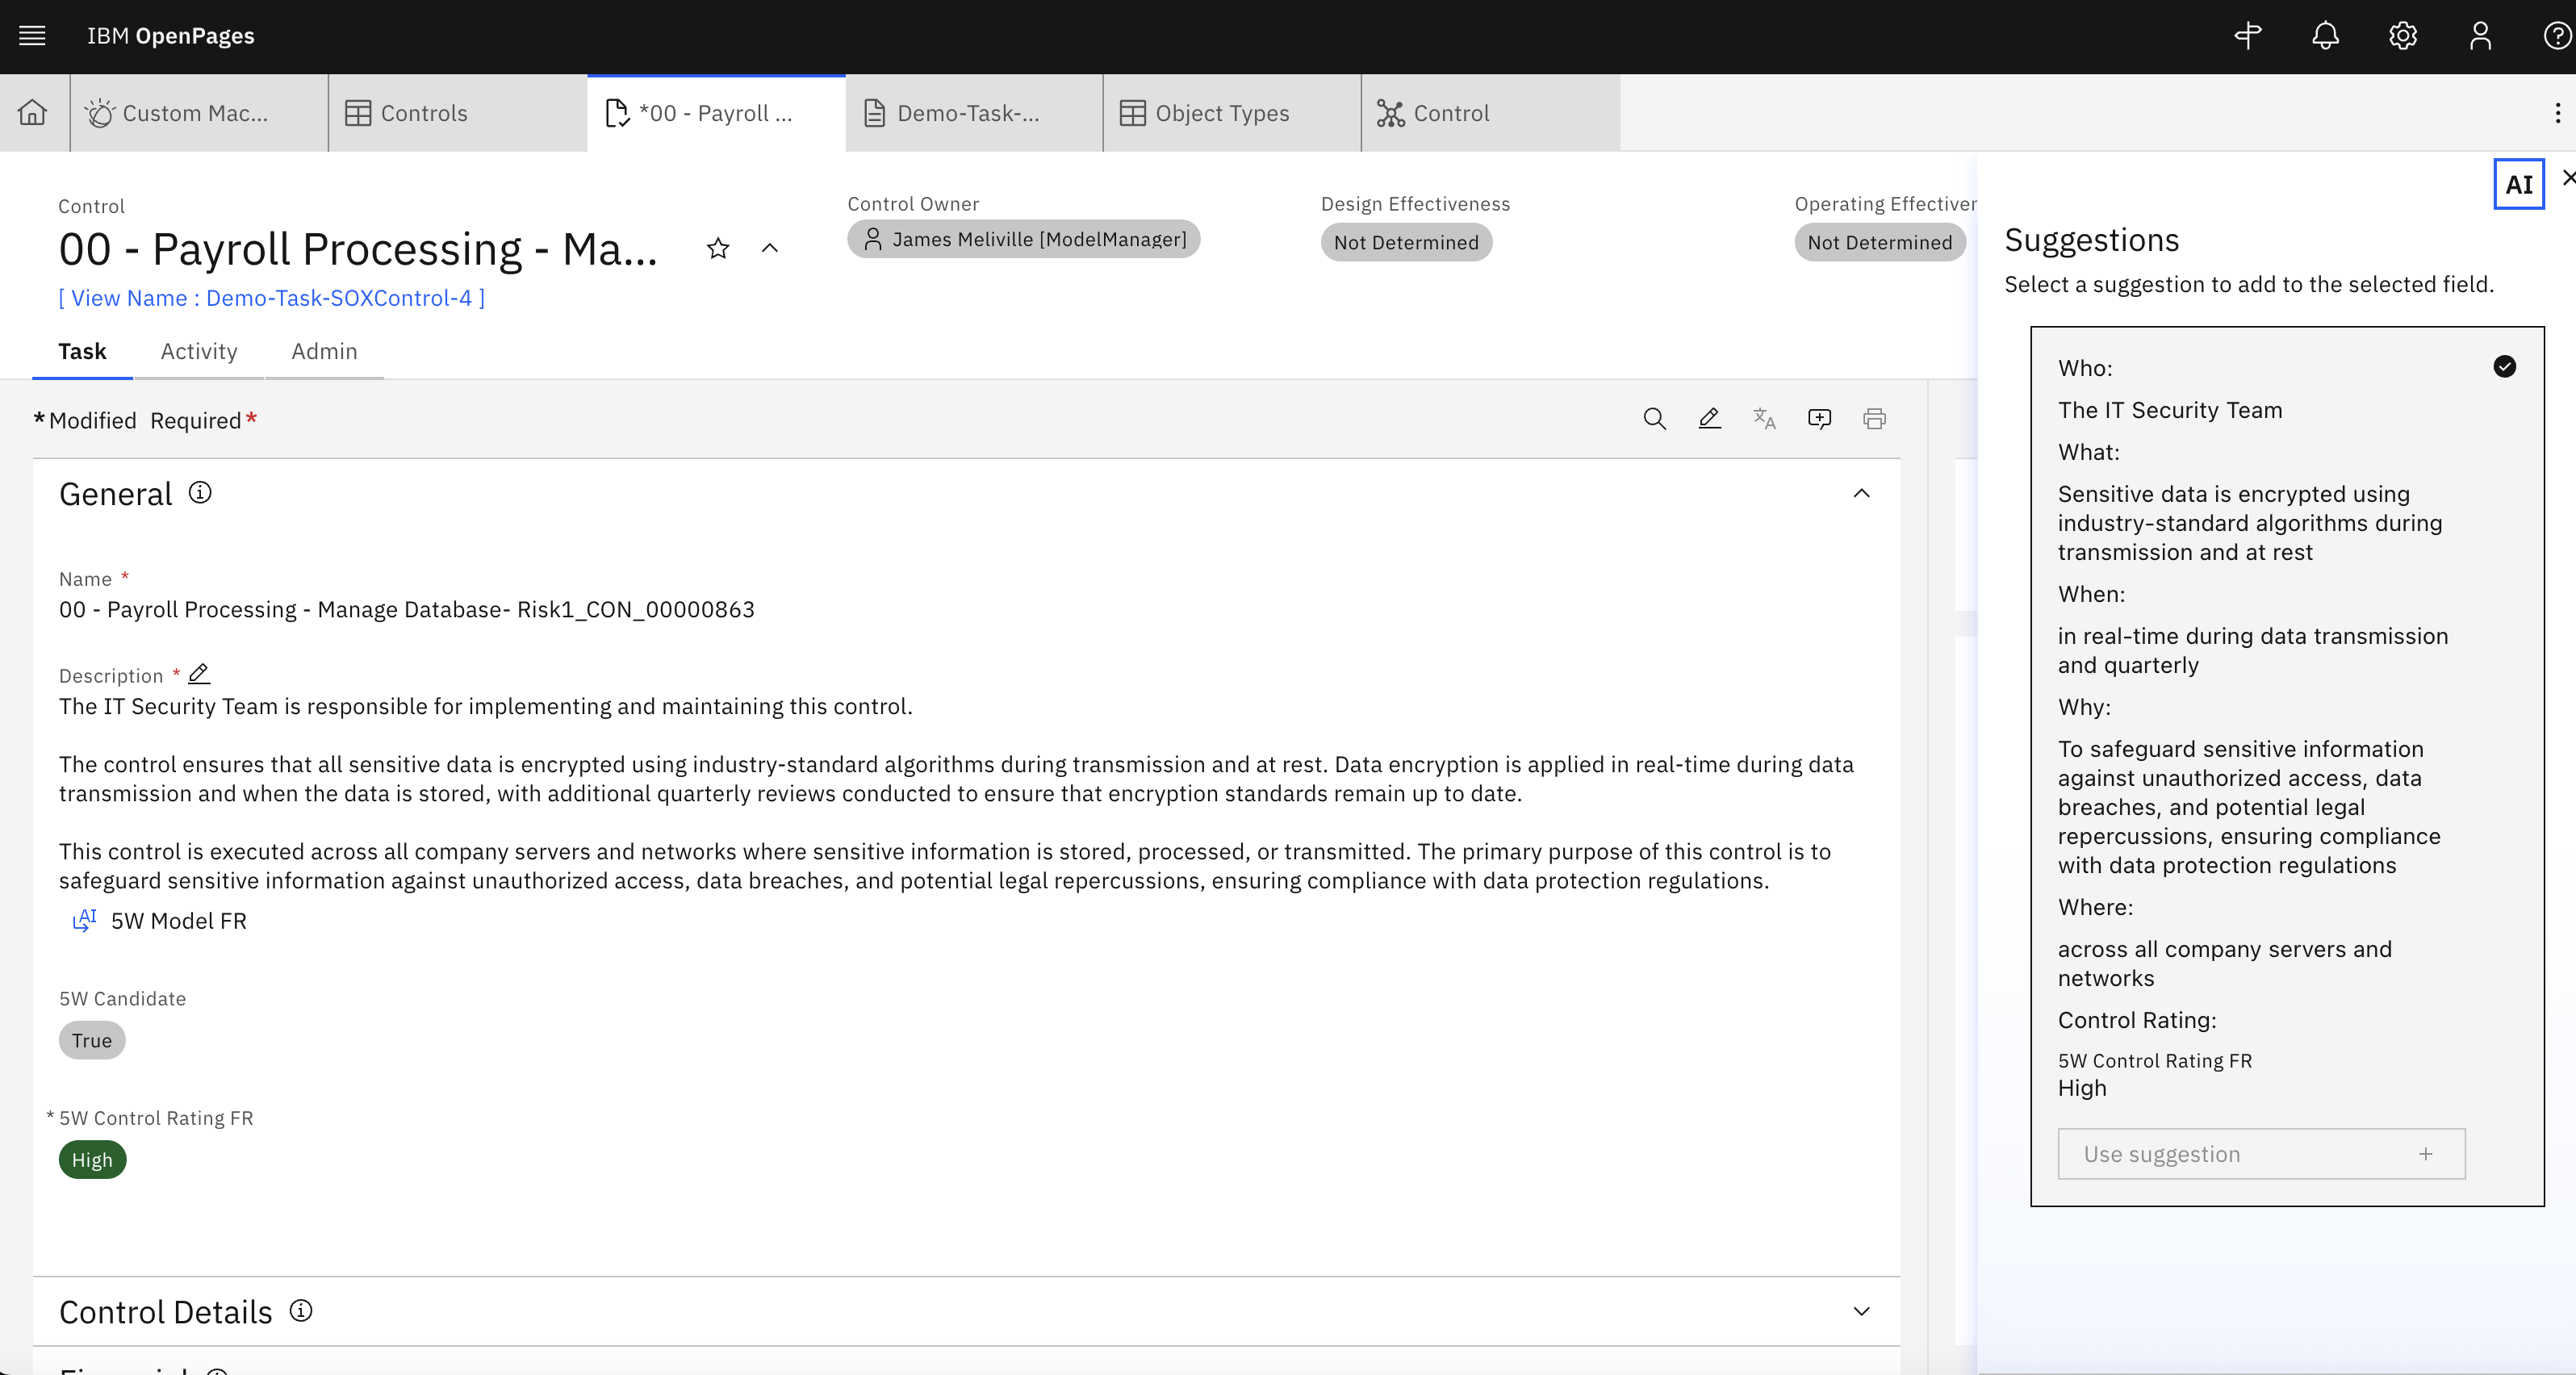 IBM OpenPages
Custom Mac...
Controls
*00 - Payroll ...
Demo-Task-...
Object Types
Control
Control
00 - Payroll Processing - Ma...
[ View Name : Demo-Task-SOXControl-4 ]
Control Owner
James Meliville [ModelManager]
Design Effectiveness
Not Determined
Operating Effectiver
Not Determined
Task
Activity
Admin
*Modified Required*
General
Name *
00 - Payroll Processing - Manage Database- Risk1_CON_00000863
Description *
The IT Security Team is responsible for implementing and maintaining this control.
The control ensures that all sensitive data is encrypted using industry-standard algorithms during transmission and at rest. Data encryption is applied in real-time during data
transmission and when the data is stored, with additional quarterly reviews conducted to ensure that encryption standards remain up to date.
This control is executed across all company servers and networks where sensitive information is stored, processed, or transmitted. The primary purpose of this control is to
safeguard sensitive information against unauthorized access, data breaches, and potential legal repercussions, ensuring compliance with data protection regulations.
AI 5W Model FR
5W Candidate
True
* 5W Control Rating FR
High
Control Details
AI
Suggestions
Select a suggestion to add to the selected field.
Who:
The IT Security Team
What:
Sensitive data is encrypted using
industry-standard algorithms during
transmission and at rest
When:
in real-time during data transmission
and quarterly
Why:
To safeguard sensitive information
against unauthorized access, data
breaches, and potential legal
repercussions, ensuring compliance
with data protection regulations
Where:
across all company servers and
networks
Control Rating:
5W Control Rating FR
High
Use suggestion +